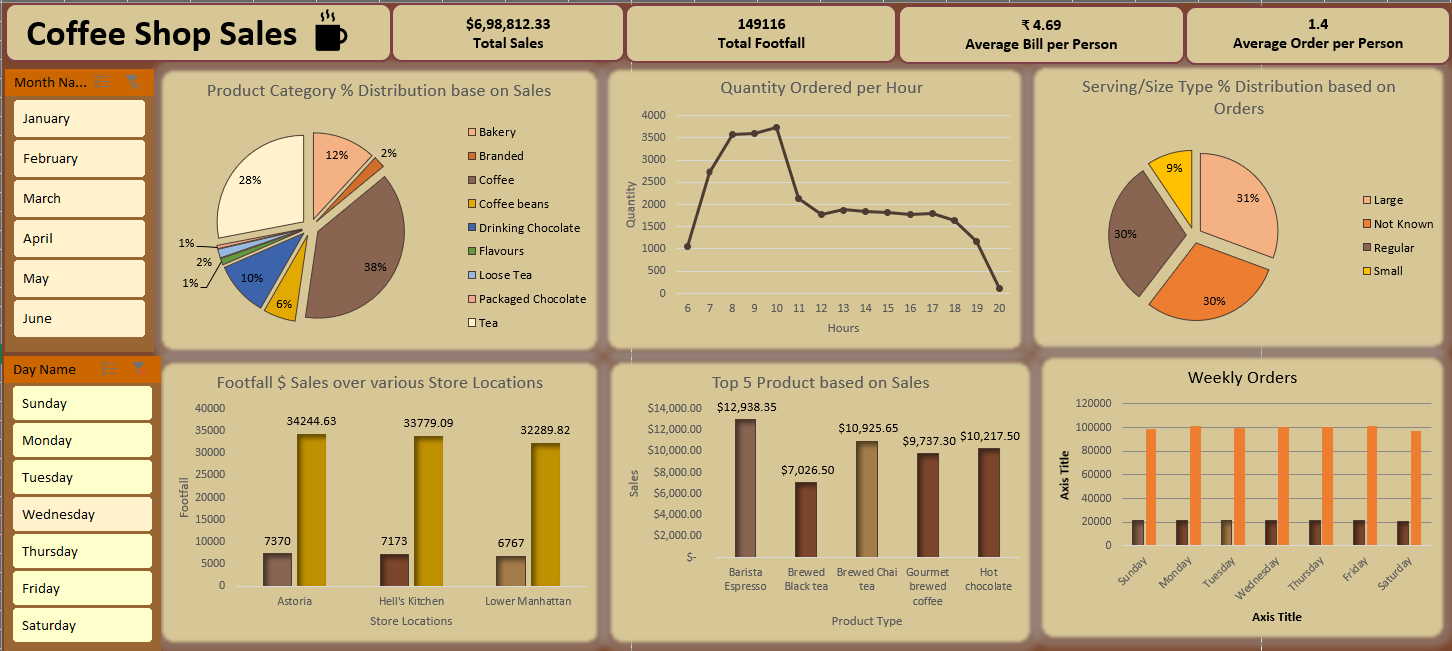 Coffee Shop Sales
$6,98,812.33
Total Sales
149116
Total Footfall
₹ 4.69
Average Bill per Person
1.4
Average Order per Person
Month Na...
January
February
March
April
May
June
Day Name
Sunday
Monday
Tuesday
Wednesday
Thursday
Friday
Saturday
Product Category % Distribution base on Sales
12%
2%
38%
6%
10%
1%
2%
1%
28%
Bakery
Branded
Coffee
Coffee beans
Drinking Chocolate
Flavours
Loose Tea
Packaged Chocolate
Tea
Quantity Ordered per Hour
Quantity
4000
3500
3000
2500
2000
1500
1000
500
0
6 7 8 9 10 11 12 13 14 15 16 17 18 19 20
Hours
Serving/Size Type % Distribution based on
Orders
9%
31%
30%
30%
Large
Not Known
Regular
Small
Footfall $ Sales over various Store Locations
Footfall
40000
35000
30000
25000
20000
15000
10000
5000
0
34244.63
33779.09
32289.82
7370
7173
6767
Astoria Hell's Kitchen Lower Manhattan
Store Locations
Top 5 Product based on Sales
Sales
$14,000.00
$12,000.00
$10,000.00
$8,000.00
$6,000.00
$4,000.00
$2,000.00
$-
$12,938.35
$7,026.50
$10,925.65
$9,737.30
$10,217.50
Barista
Espresso
Brewed
Black tea
Brewed Chai
tea
Gourmet
brewed
coffee
Hot
chocolate
Product Type
Weekly Orders
Axis Title
120000
100000
80000
60000
40000
20000
0
Sunday
Monday
Tuesday
Wednesday
Thursday
Friday
Saturday
Axis Title